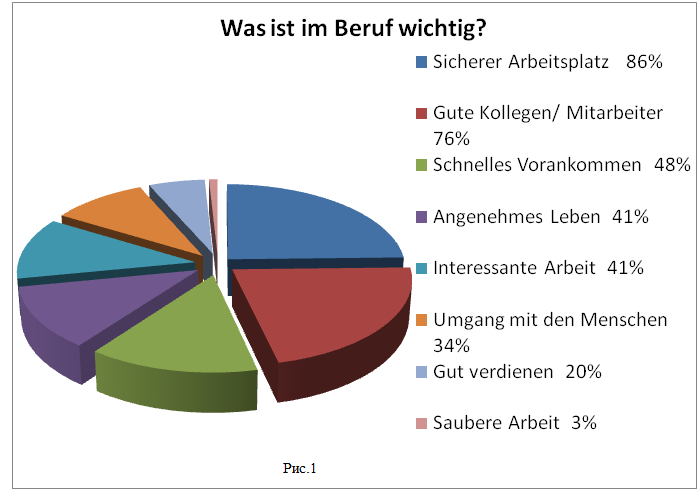 Was ist im Beruf wichtig?
Sicherer Arbeitsplatz 86%
Gute Kollegen/ Mitarbeiter
76%
Schnelles Vorankommen 48%
Angenehmes Leben 41%
Interessante Arbeit 41%
Umgang mit den Menschen
34%
Gut verdienen 20%
Saubere Arbeit 3%
Рис.1